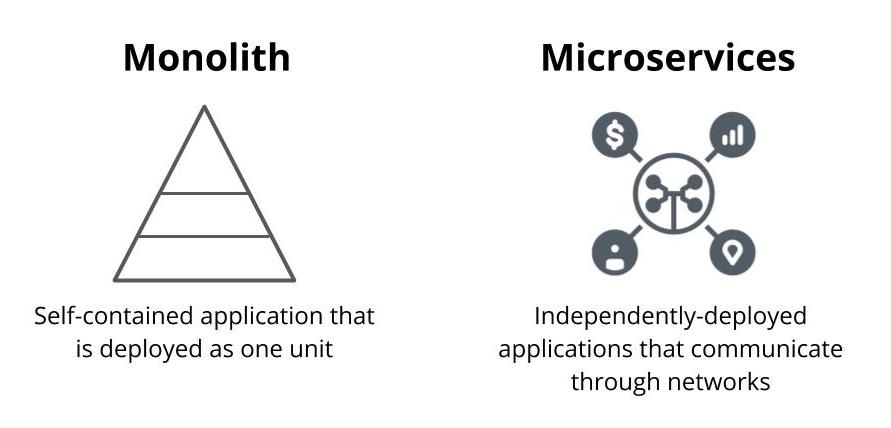 Monolith
Microservices
$
Self-contained application that
is deployed as one unit
Independently-deployed
applications that communicate
through networks